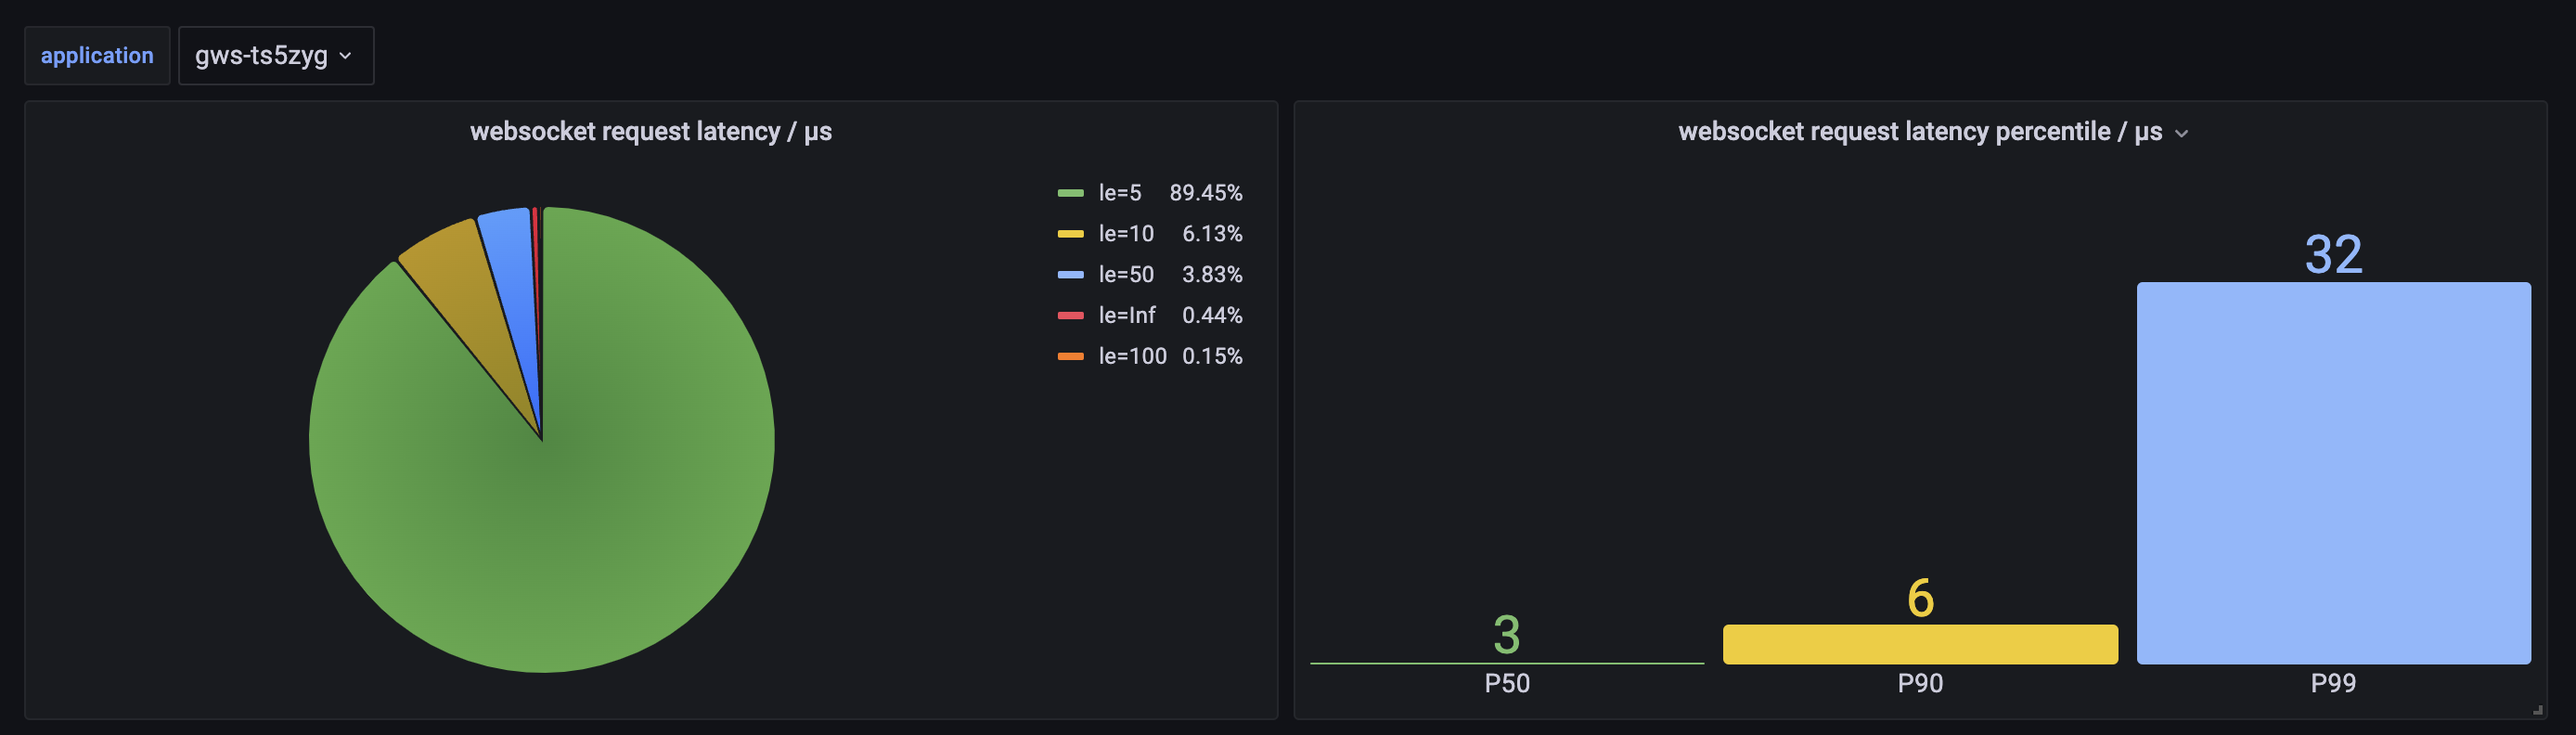 application gws-ts5zyg
websocket request latency / µs
le=5 89.45%
le=10 6.13%
le=50 3.83%
le=Inf 0.44%
le=100 0.15%
websocket request latency percentile / µs
3
6
32
P50 P90 P99